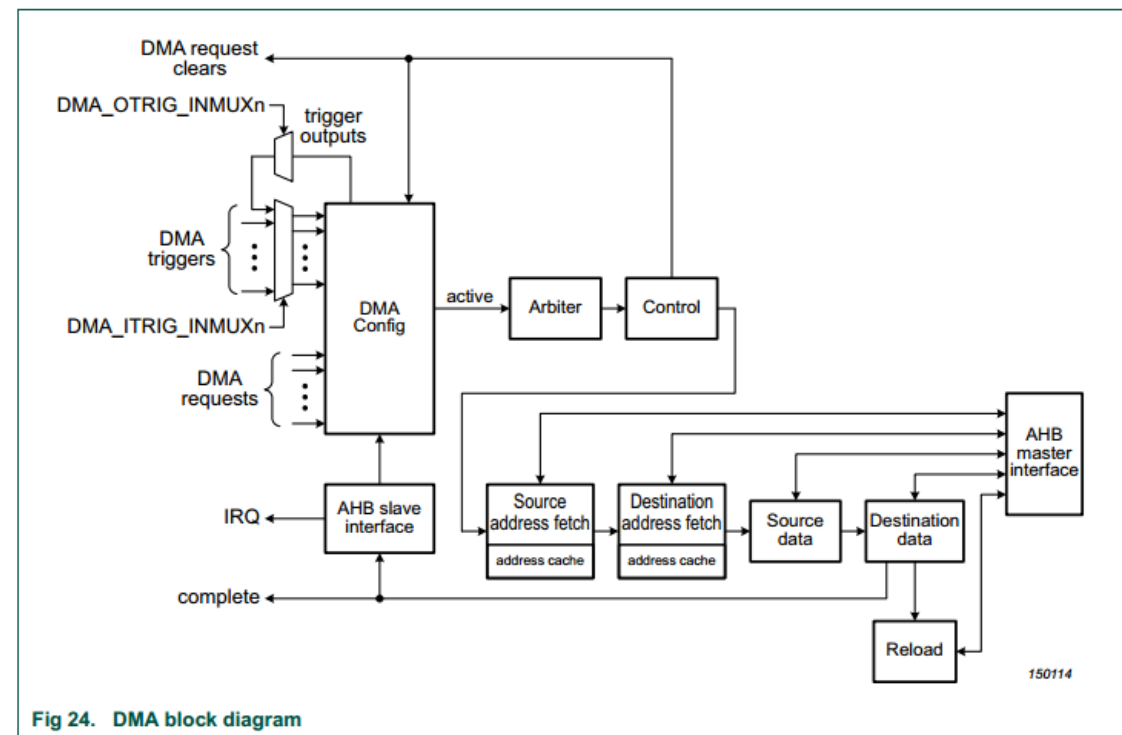 DMA request
clears
DMA_OTRIG_INMUXn
trigger
outputs
DMA
triggers
DMA_ITRIG_INMUXn
DMA
requests
DMA
Config
active
Arbiter
Control
AHB
master
interface
IRQ
AHB slave
interface
Source
address fetch
address cache
Destination
address fetch
address cache
Source
data
Destination
data
complete
Reload
150114
Fig 24. DMA block diagram